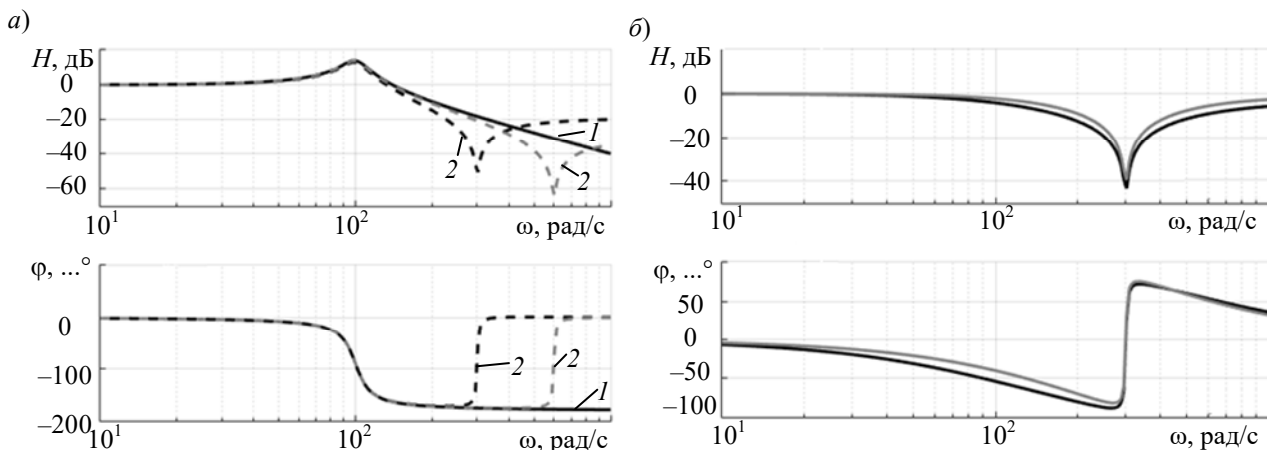 а)
H, дБ
0
–20
–40
–60
1
2
2
10¹
10²
ω, рад/с
φ, ...°
0
–100
–200
2
2
1
10¹
10²
ω, рад/с
б)
H, дБ
0
–20
–40
10¹
10²
ω, рад/с
φ, ...°
50
0
–50
–100
10¹
10²
ω, рад/с